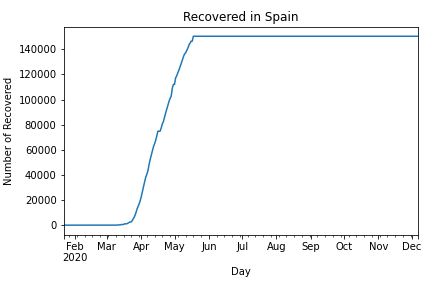 Recovered in Spain
Number of Recovered
140000
120000
100000
80000
60000
40000
20000
0
Feb Mar Apr May Jun Jul Aug Sep Oct Nov Dec
2020
Day